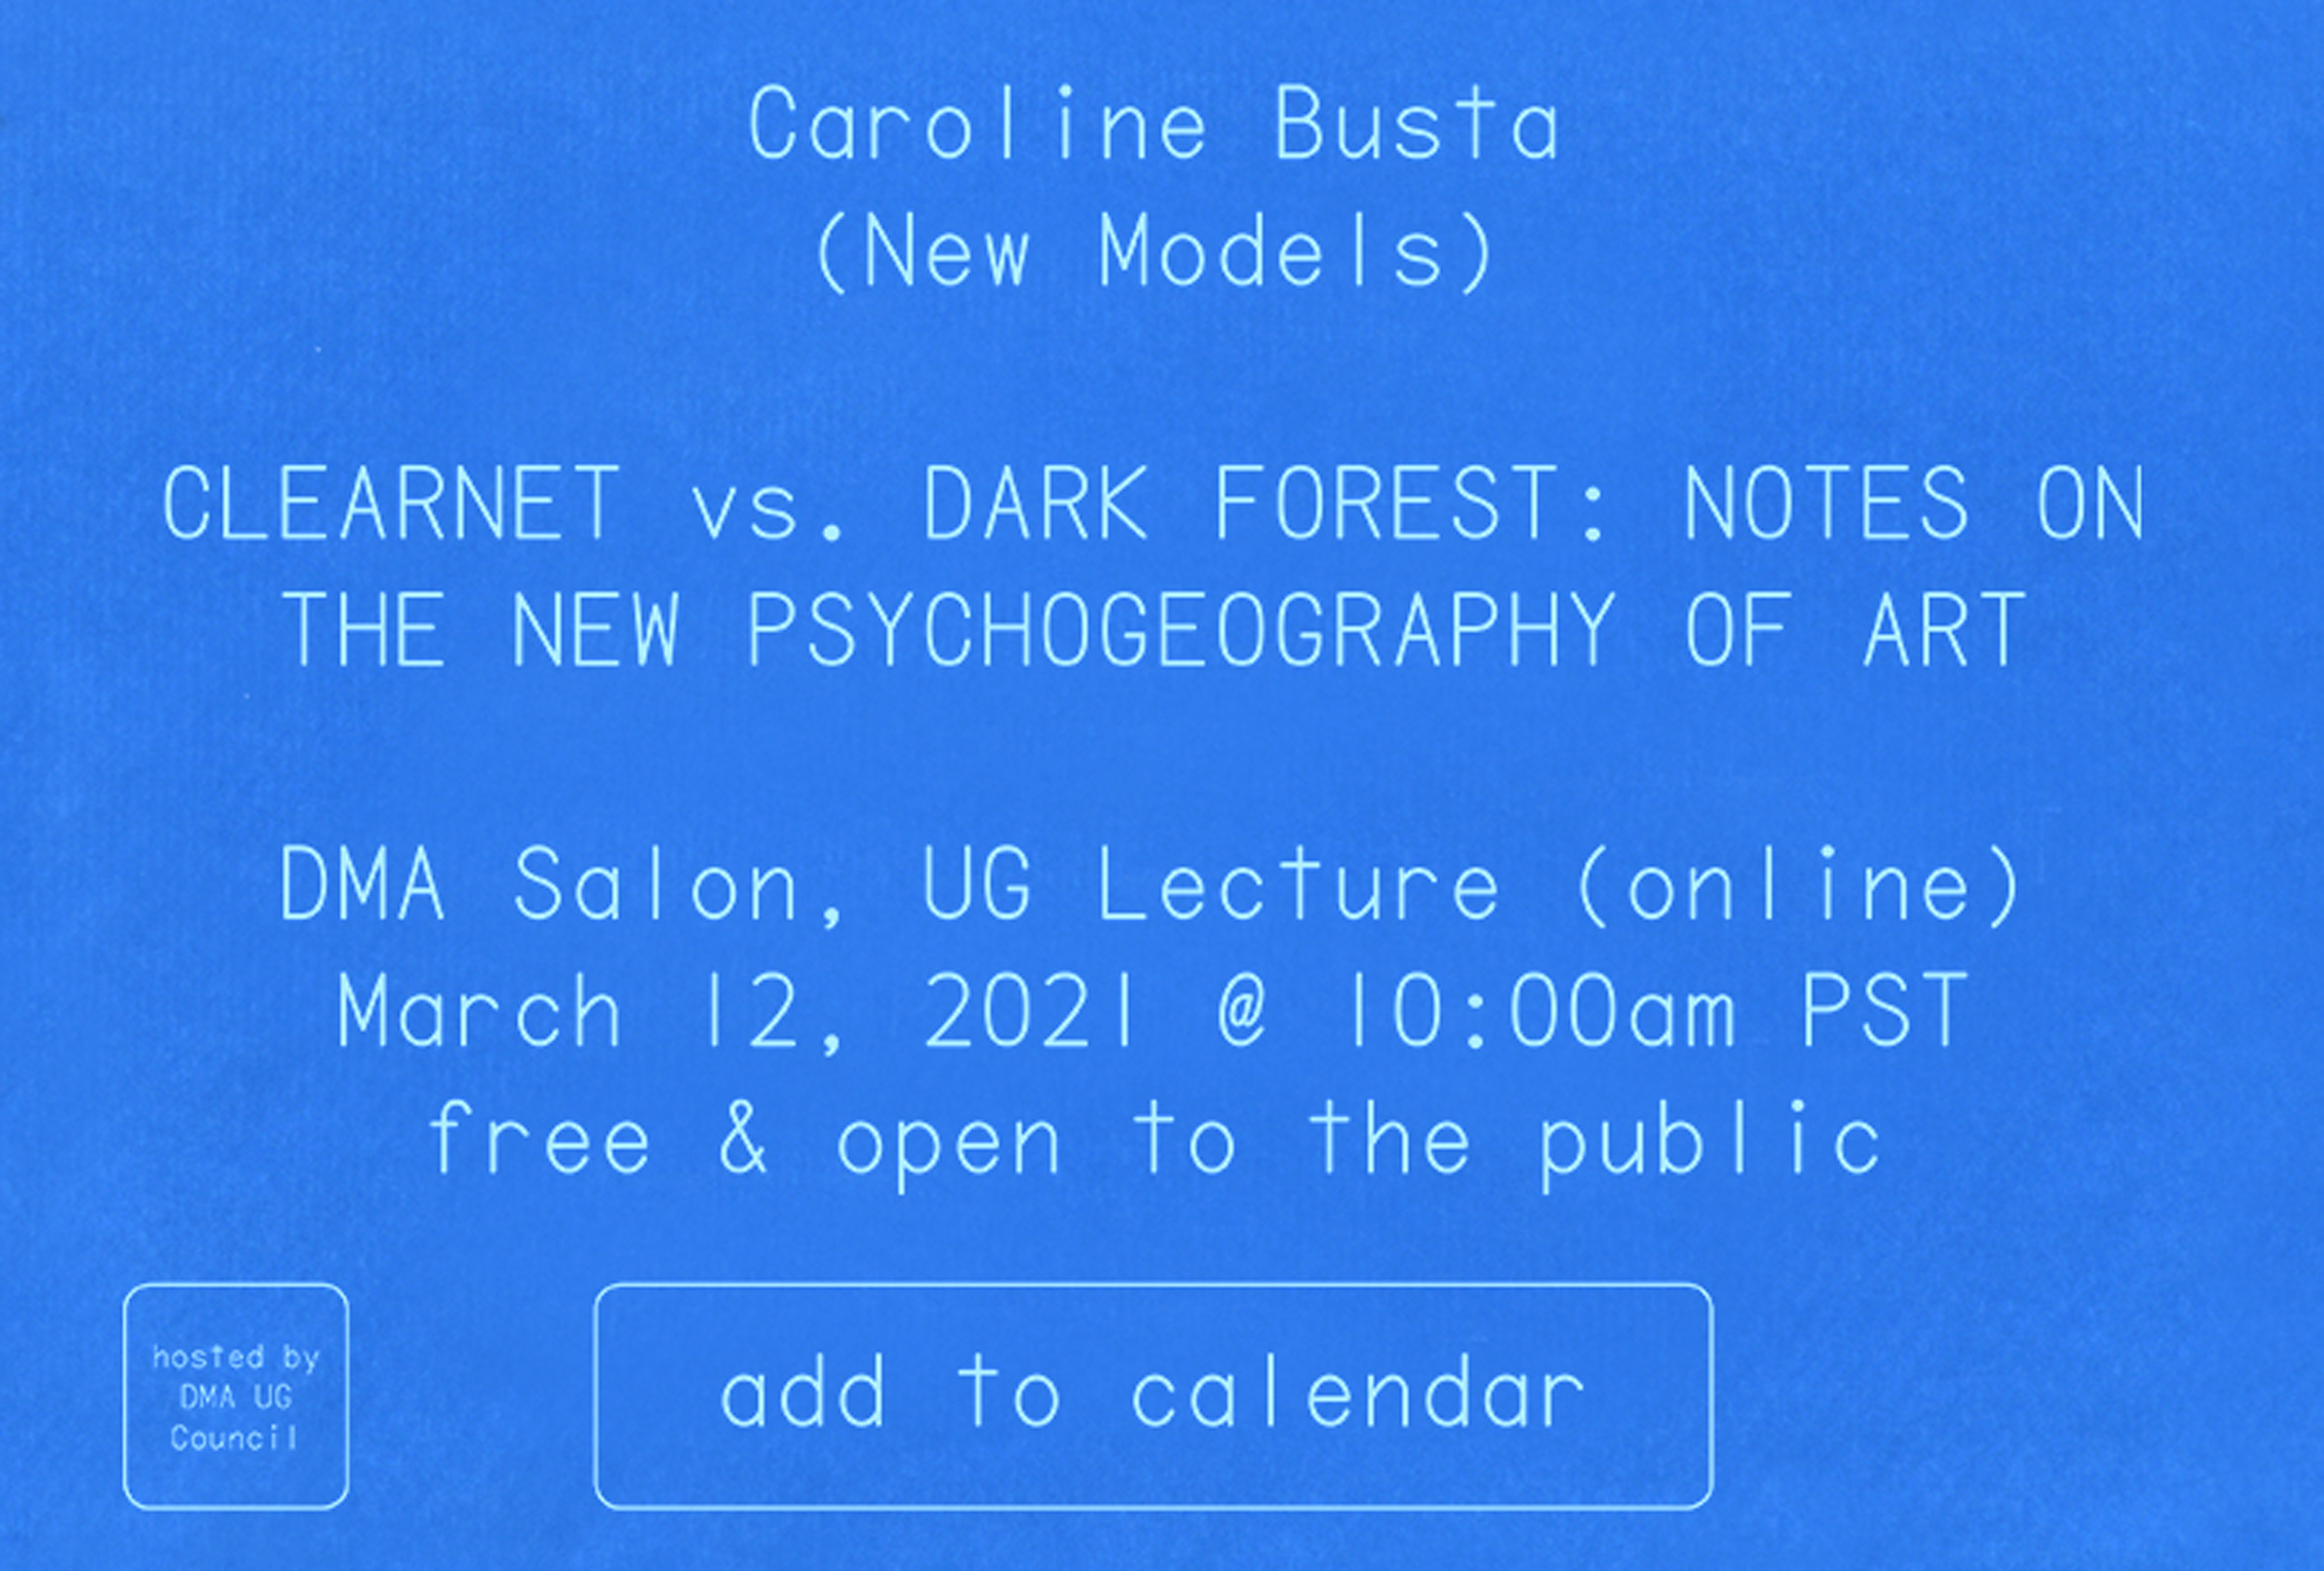 Caroline Busta
(New Models)
CLEARNET vs. DARK FOREST: NOTES ON
THE NEW PSYCHOGEOGRAPHY OF ART
DMA Salon, UG Lecture (online)
March 12, 2021 @ 10:00am PST
free & open to the public
hosted by
DMA UG
Council
add to calendar